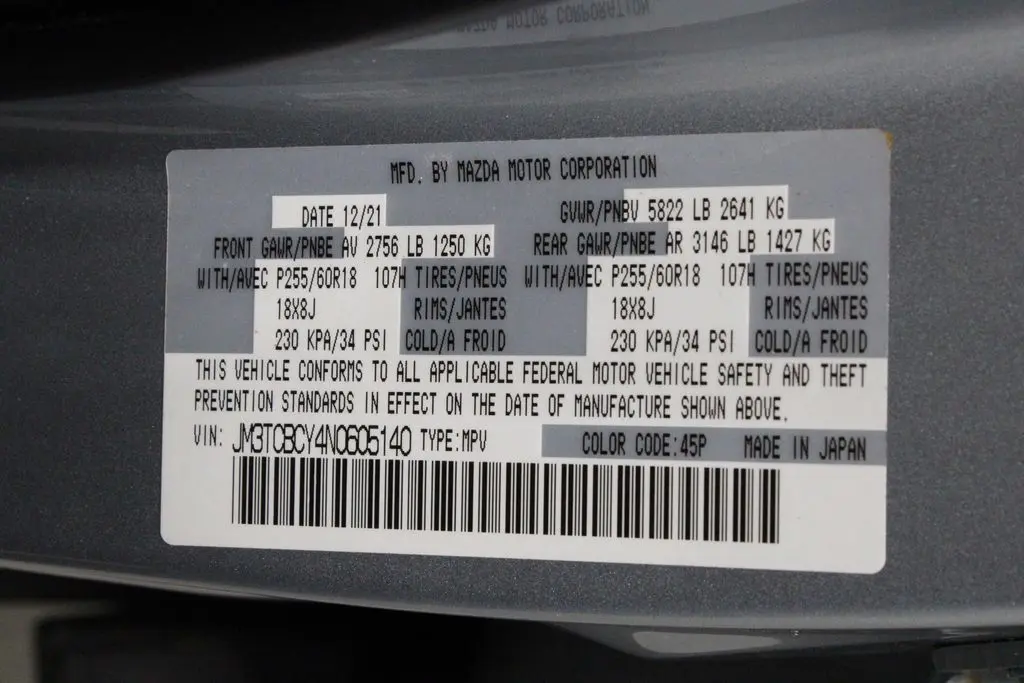 MFD. BY MAZDA MOTOR CORPORATION
DATE 12/21 GVWR/PNBV 5822 LB 2641 KG
FRONT GAWR/PNBE AV 2756 LB 1250 KG REAR GAWR/PNBE AR 3146 LB 1427 KG
WITH/AVEC P255/60R18 107H TIRES/PNEUS WITH/AVEC P255/60R18 107H TIRES/PNEUS
18X8J RIMS/JANTES 18X8J RIMS/JANTES
230 KPA/34 PSI COLD/A FROID 230 KPA/34 PSI COLD/A FROID
THIS VEHICLE CONFORMS TO ALL APPLICABLE FEDERAL MOTOR VEHICLE SAFETY AND THEFT
PREVENTION STANDARDS IN EFFECT ON THE DATE OF MANUFACTURE SHOWN ABOVE.
VIN: JM3TCBCY4N0605140 TYPE:MPV COLOR CODE:45P MADE IN JAPAN